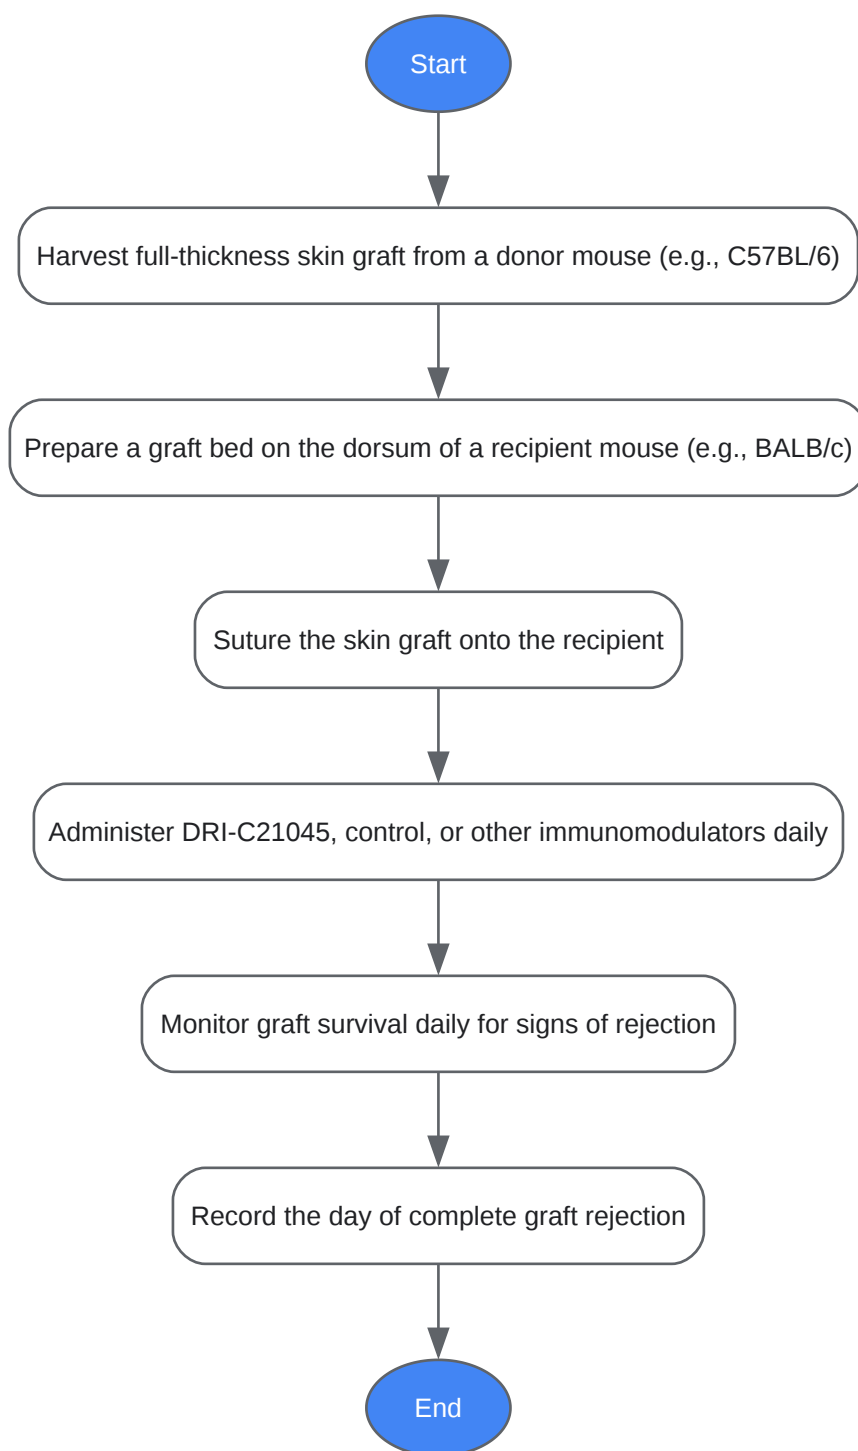 Start
Harvest full-thickness skin graft from a donor mouse (e.g., C57BL/6)
Prepare a graft bed on the dorsum of a recipient mouse (e.g., BALB/c)
Suture the skin graft onto the recipient
Administer DRI-C21045, control, or other immunomodulators daily
Monitor graft survival daily for signs of rejection
Record the day of complete graft rejection
End